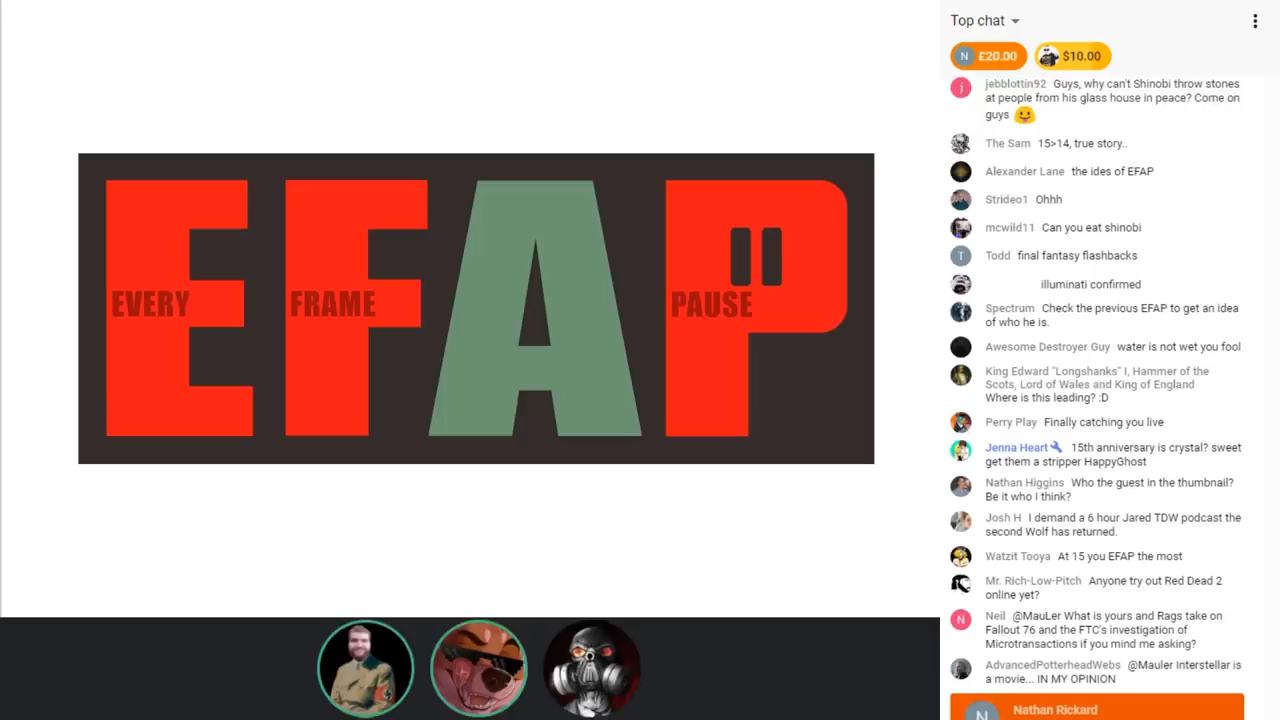 EFAP
EVERY
FRAME
PAUSE
Top chat
N £20.00
$10.00
j jebblottin92 Guys, why can't Shinobi throw stones
at people from his glass house in peace? Come on
guys
The Sam 15>14, true story..
Alexander Lane the ides of EFAP
Strideo1 Ohhh
mcwild11 Can you eat shinobi
T Todd final fantasy flashbacks
illuminati confirmed
Spectrum Check the previous EFAP to get an idea
of who he is.
Awesome Destroyer Guy water is not wet you fool
King Edward "Longshanks" I, Hammer of the
Scots, Lord of Wales and King of England
Where is this leading? :D
Perry Play Finally catching you live
Jenna Heart 15th anniversary is crystal? sweet
get them a stripper HappyGhost
Nathan Higgins Who the guest in the thumbnail?
Be it who I think?
Josh H I demand a 6 hour Jared TDW podcast the
second Wolf has returned.
Watzit Tooya At 15 you EFAP the most
Mr. Rich-Low-Pitch Anyone try out Red Dead 2
online yet?
N Neil @MauLer What is yours and Rags take on
Fallout 76 and the FTC's investigation of
Microtransactions if you mind me asking?
AdvancedPotterheadWebs @Mauler Interstellar is
a movie... IN MY OPINION
N Nathan Rickard